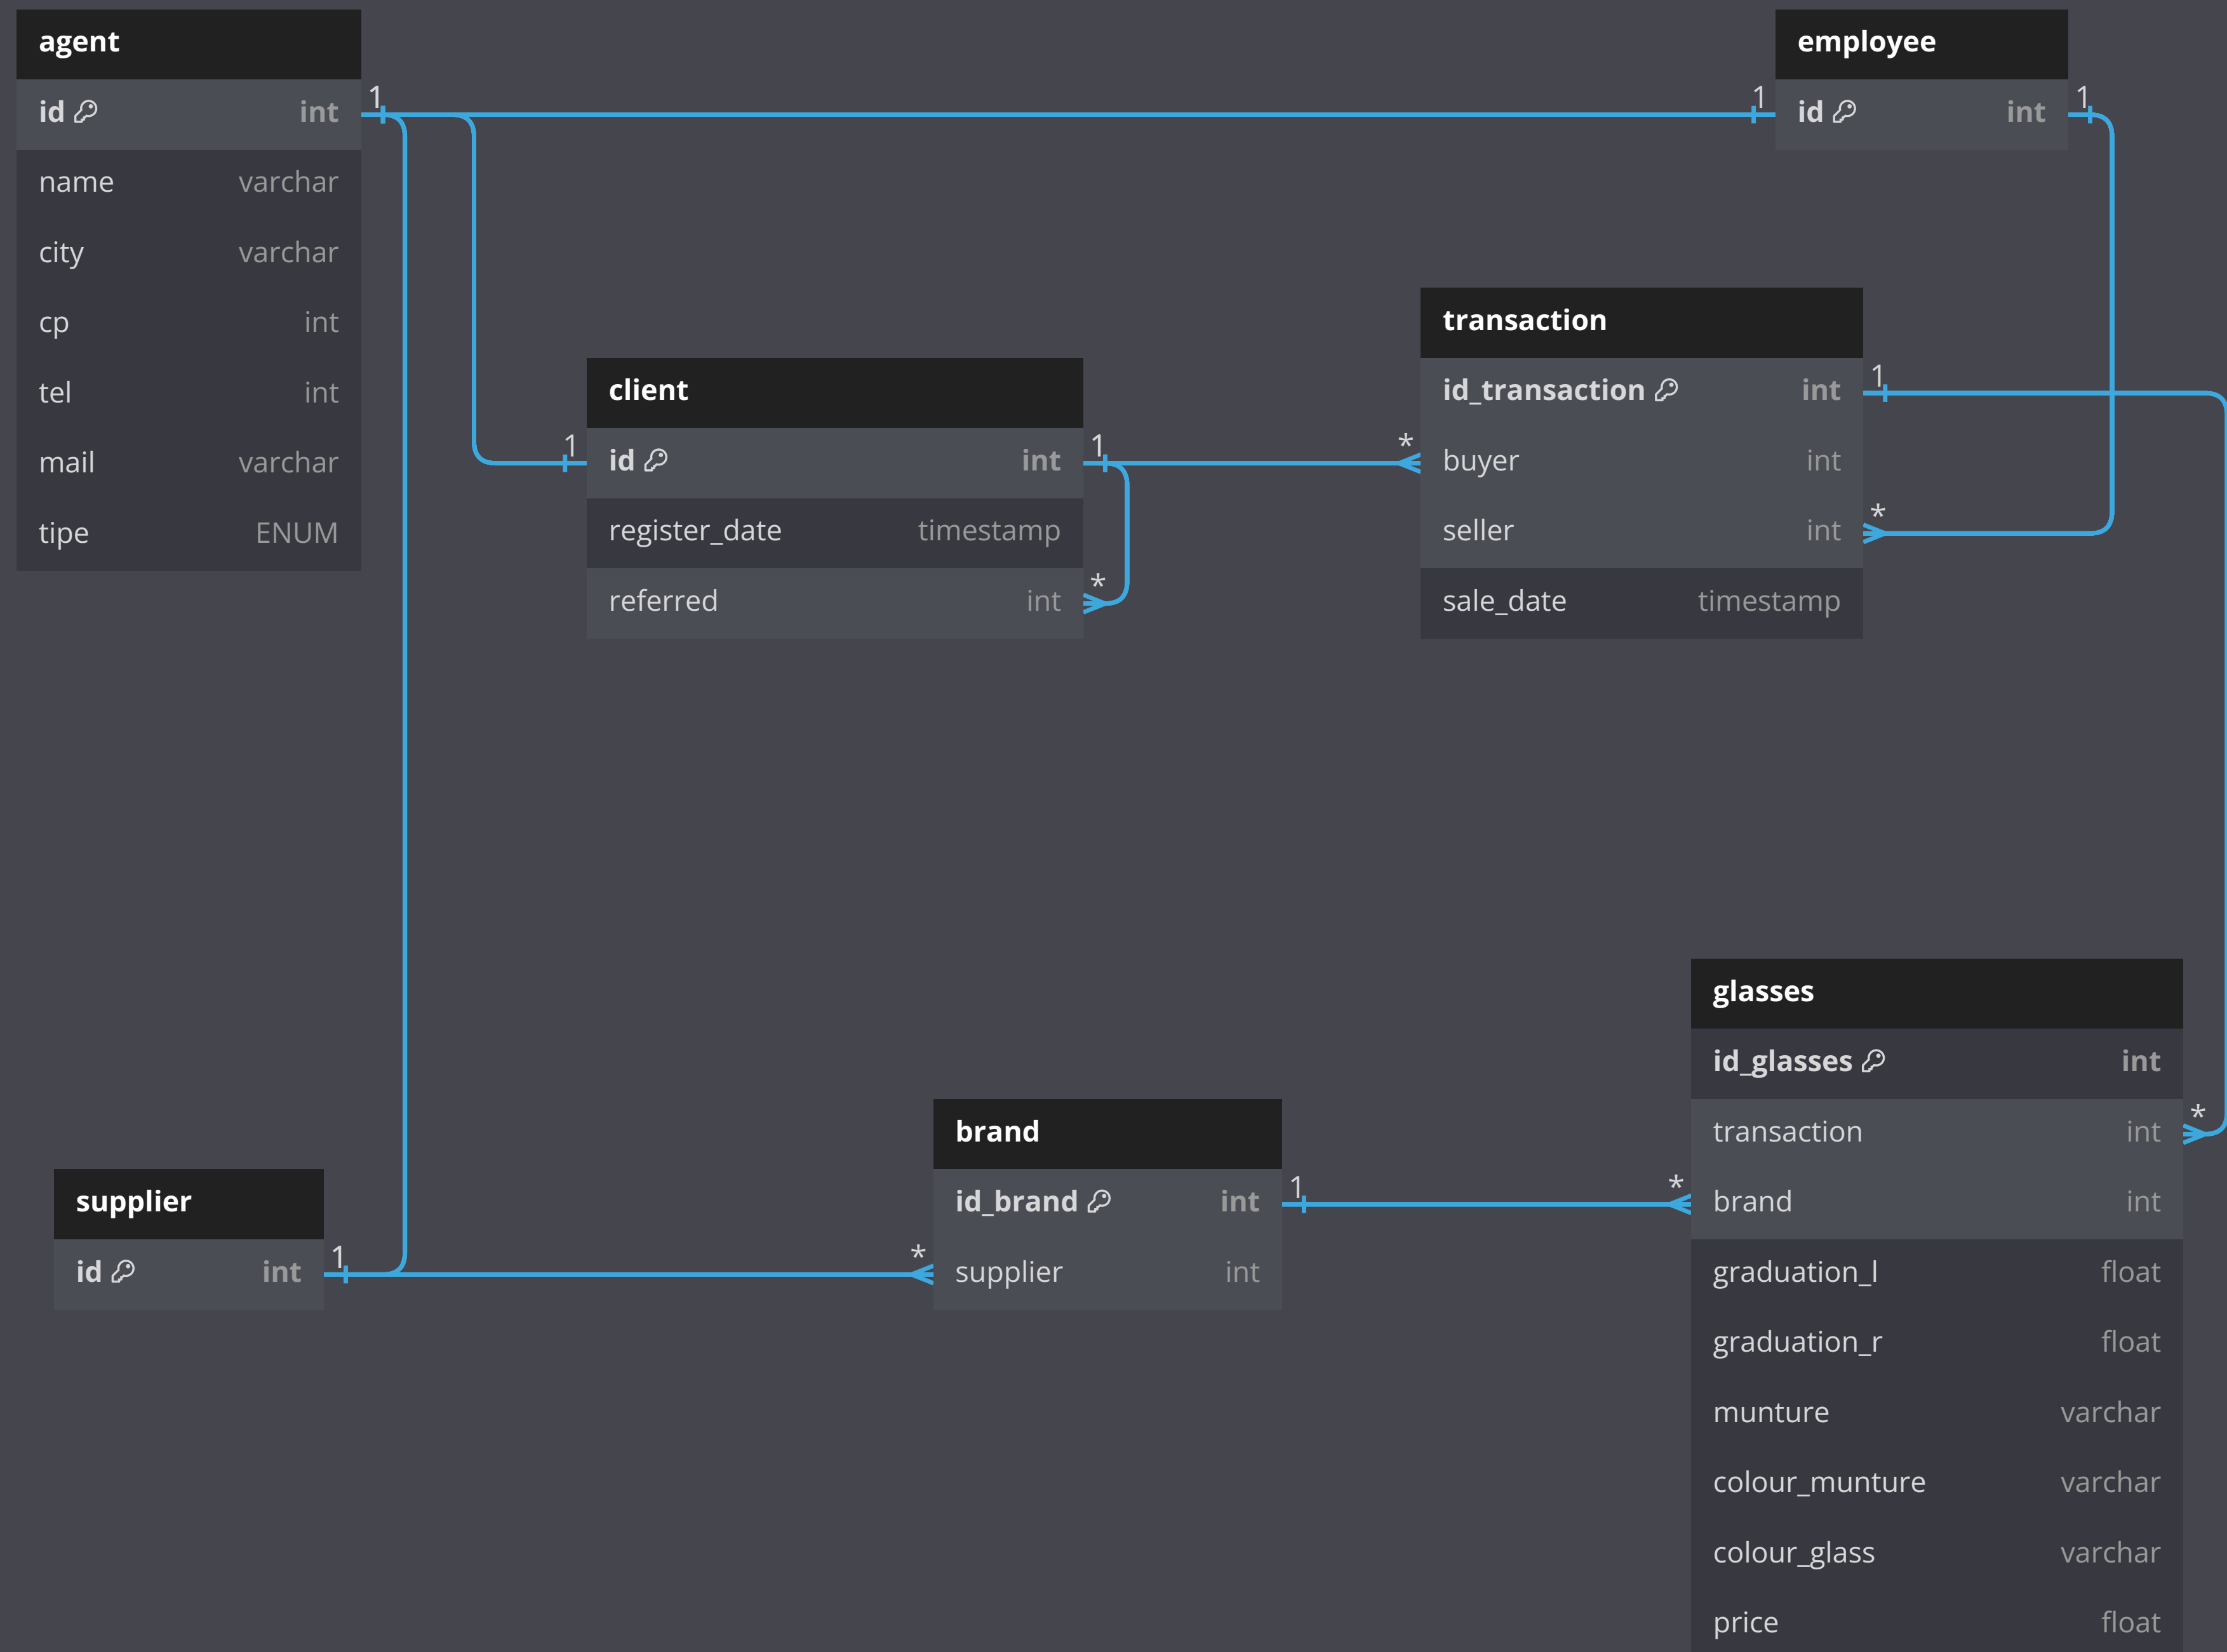 agent
id int
name varchar
city varchar
cp int
tel int
mail varchar
tipe ENUM
1
1
employee
id int
1
client
1
id int
1
register_date timestamp
referred int
*
transaction
id_transaction int
1
*
buyer int
seller int
*
sale_date timestamp
supplier
id int
1
brand
id_brand int
1
*
supplier int
glasses
id_glasses int
transaction int
*
*
brand int
graduation_l float
graduation_r float
munture varchar
colour_munture varchar
colour_glass varchar
price float